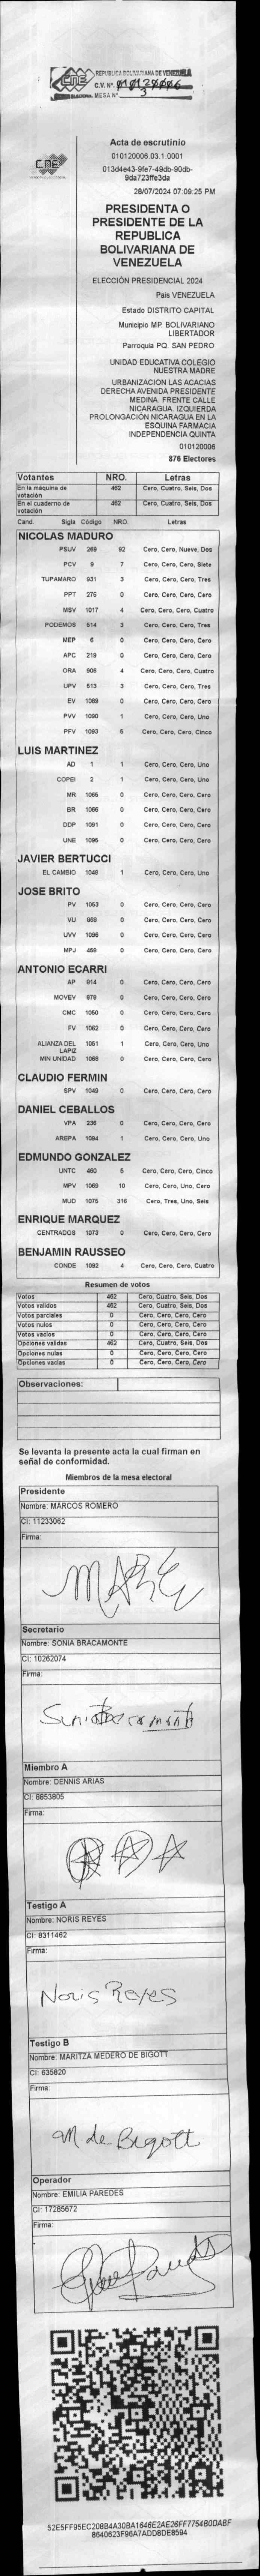 REPUBLICA BOLIVARIANA DE VENEZUELA
CNE
C.V. Nº 010120006
MESA Nº 3
CNE
Acta de escrutinio
010120006.03.1.0001
013d4e43-9fe7-49db-90db-
9da723ffe3da
28/07/2024 07:09:25 PM
PRESIDENTA O
PRESIDENTE DE LA
REPUBLICA
BOLIVARIANA DE
VENEZUELA
ELECCIÓN PRESIDENCIAL 2024
Pais VENEZUELA
Estado DISTRITO CAPITAL
Municipio MP. BOLIVARIANO
LIBERTADOR
Parroquia PQ. SAN PEDRO
UNIDAD EDUCATIVA COLEGIO
NUESTRA MADRE
URBANIZACION LAS ACACIAS
DERECHA AVENIDA PRESIDENTE
MEDINA. FRENTE CALLE
NICARAGUA. IZQUIERDA
PROLONGACIÓN NICARAGUA EN LA
ESQUINA FARMACIA
INDEPENDENCIA QUINTA
010120006
876 Electores
Votantes NRO. Letras
En la máquina de votación 462 Cero, Cuatro, Seis, Dos
En el cuaderno de votación 462 Cero, Cuatro, Seis, Dos
Cand. Sigla Código NRO. Letras
NICOLAS MADURO
PSUV 269 92 Cero, Cero, Nueve, Dos
PCV 9 7 Cero, Cero, Cero, Siete
TUPAMARO 931 3 Cero, Cero, Cero, Tres
PPT 276 0 Cero, Cero, Cero, Cero
MSV 1017 4 Cero, Cero, Cero, Cuatro
PODEMOS 514 3 Cero, Cero, Cero, Tres
MEP 6 0 Cero, Cero, Cero, Cero
APC 219 0 Cero, Cero, Cero, Cero
ORA 905 4 Cero, Cero, Cero, Cuatro
UPV 613 3 Cero, Cero, Cero, Tres
EV 1089 0 Cero, Cero, Cero, Cero
PVV 1090 1 Cero, Cero, Cero, Uno
PFV 1093 5 Cero, Cero, Cero, Cinco
LUIS MARTINEZ
AD 1 1 Cero, Cero, Cero, Uno
COPEI 2 1 Cero, Cero, Cero, Uno
MR 1065 0 Cero, Cero, Cero, Cero
BR 1066 0 Cero, Cero, Cero, Cero
DDP 1091 0 Cero, Cero, Cero, Cero
UNE 1095 0 Cero, Cero, Cero, Cero
JAVIER BERTUCCI
EL CAMBIO 1048 1 Cero, Cero, Cero, Uno
JOSE BRITO
PV 1053 0 Cero, Cero, Cero, Cero
VU 868 0 Cero, Cero, Cero, Cero
UVV 1096 0 Cero, Cero, Cero, Cero
MPJ 458 0 Cero, Cero, Cero, Cero
ANTONIO ECARRI
AP 914 0 Cero, Cero, Cero, Cero
MOVEV 979 0 Cero, Cero, Cero, Cero
CMC 1050 0 Cero, Cero, Cero, Cero
FV 1062 0 Cero, Cero, Cero, Cero
ALIANZA DEL LAPIZ 1051 1 Cero, Cero, Cero, Uno
MIN UNIDAD 1088 0 Cero, Cero, Cero, Cero
CLAUDIO FERMIN
SPV 1049 0 Cero, Cero, Cero, Cero
DANIEL CEBALLOS
VPA 236 0 Cero, Cero, Cero, Cero
AREPA 1094 1 Cero, Cero, Cero, Uno
EDMUNDO GONZALEZ
UNTC 460 5 Cero, Cero, Cero, Cinco
MPV 1069 10 Cero, Cero, Uno, Cero
MUD 1075 316 Cero, Tres, Uno, Seis
ENRIQUE MARQUEZ
CENTRADOS 1073 0 Cero, Cero, Cero, Cero
BENJAMIN RAUSSEO
CONDE 1092 4 Cero, Cero, Cero, Cuatro
Resumen de votos
Votos 462 Cero, Cuatro, Seis, Dos
Votos validos 462 Cero, Cuatro, Seis, Dos
Votos parciales 0 Cero, Cero, Cero, Cero
Votos nulos 0 Cero, Cero, Cero, Cero
Votos vacios 0 Cero, Cero, Cero, Cero
Opciones validas 462 Cero, Cuatro, Seis, Dos
Opciones nulas 0 Cero, Cero, Cero, Cero
Opciones vacias 0 Cero, Cero, Cero, Cero
Observaciones:
Se levanta la presente acta la cual firman en
señal de conformidad.
Miembros de la mesa electoral
Presidente
Nombre: MARCOS ROMERO
CI: 11233062
Firma:
Secretario
Nombre: SONIA BRACAMONTE
CI: 10262074
Firma:
Miembro A
Nombre: DENNIS ARIAS
CI: 8853805
Firma:
Testigo A
Nombre: NORIS REYES
CI: 8311462
Firma:
Noris Reyes
Testigo B
Nombre: MARITZA MEDERO DE BIGOTT
CI: 635820
Firma:
M de Bigott
Operador
Nombre: EMILIA PAREDES
CI: 17285672
Firma:
52E5FF95EC208B4A30BA1646E2AE26FF7754B0DABF
8640623F96A7ADD8DE8594